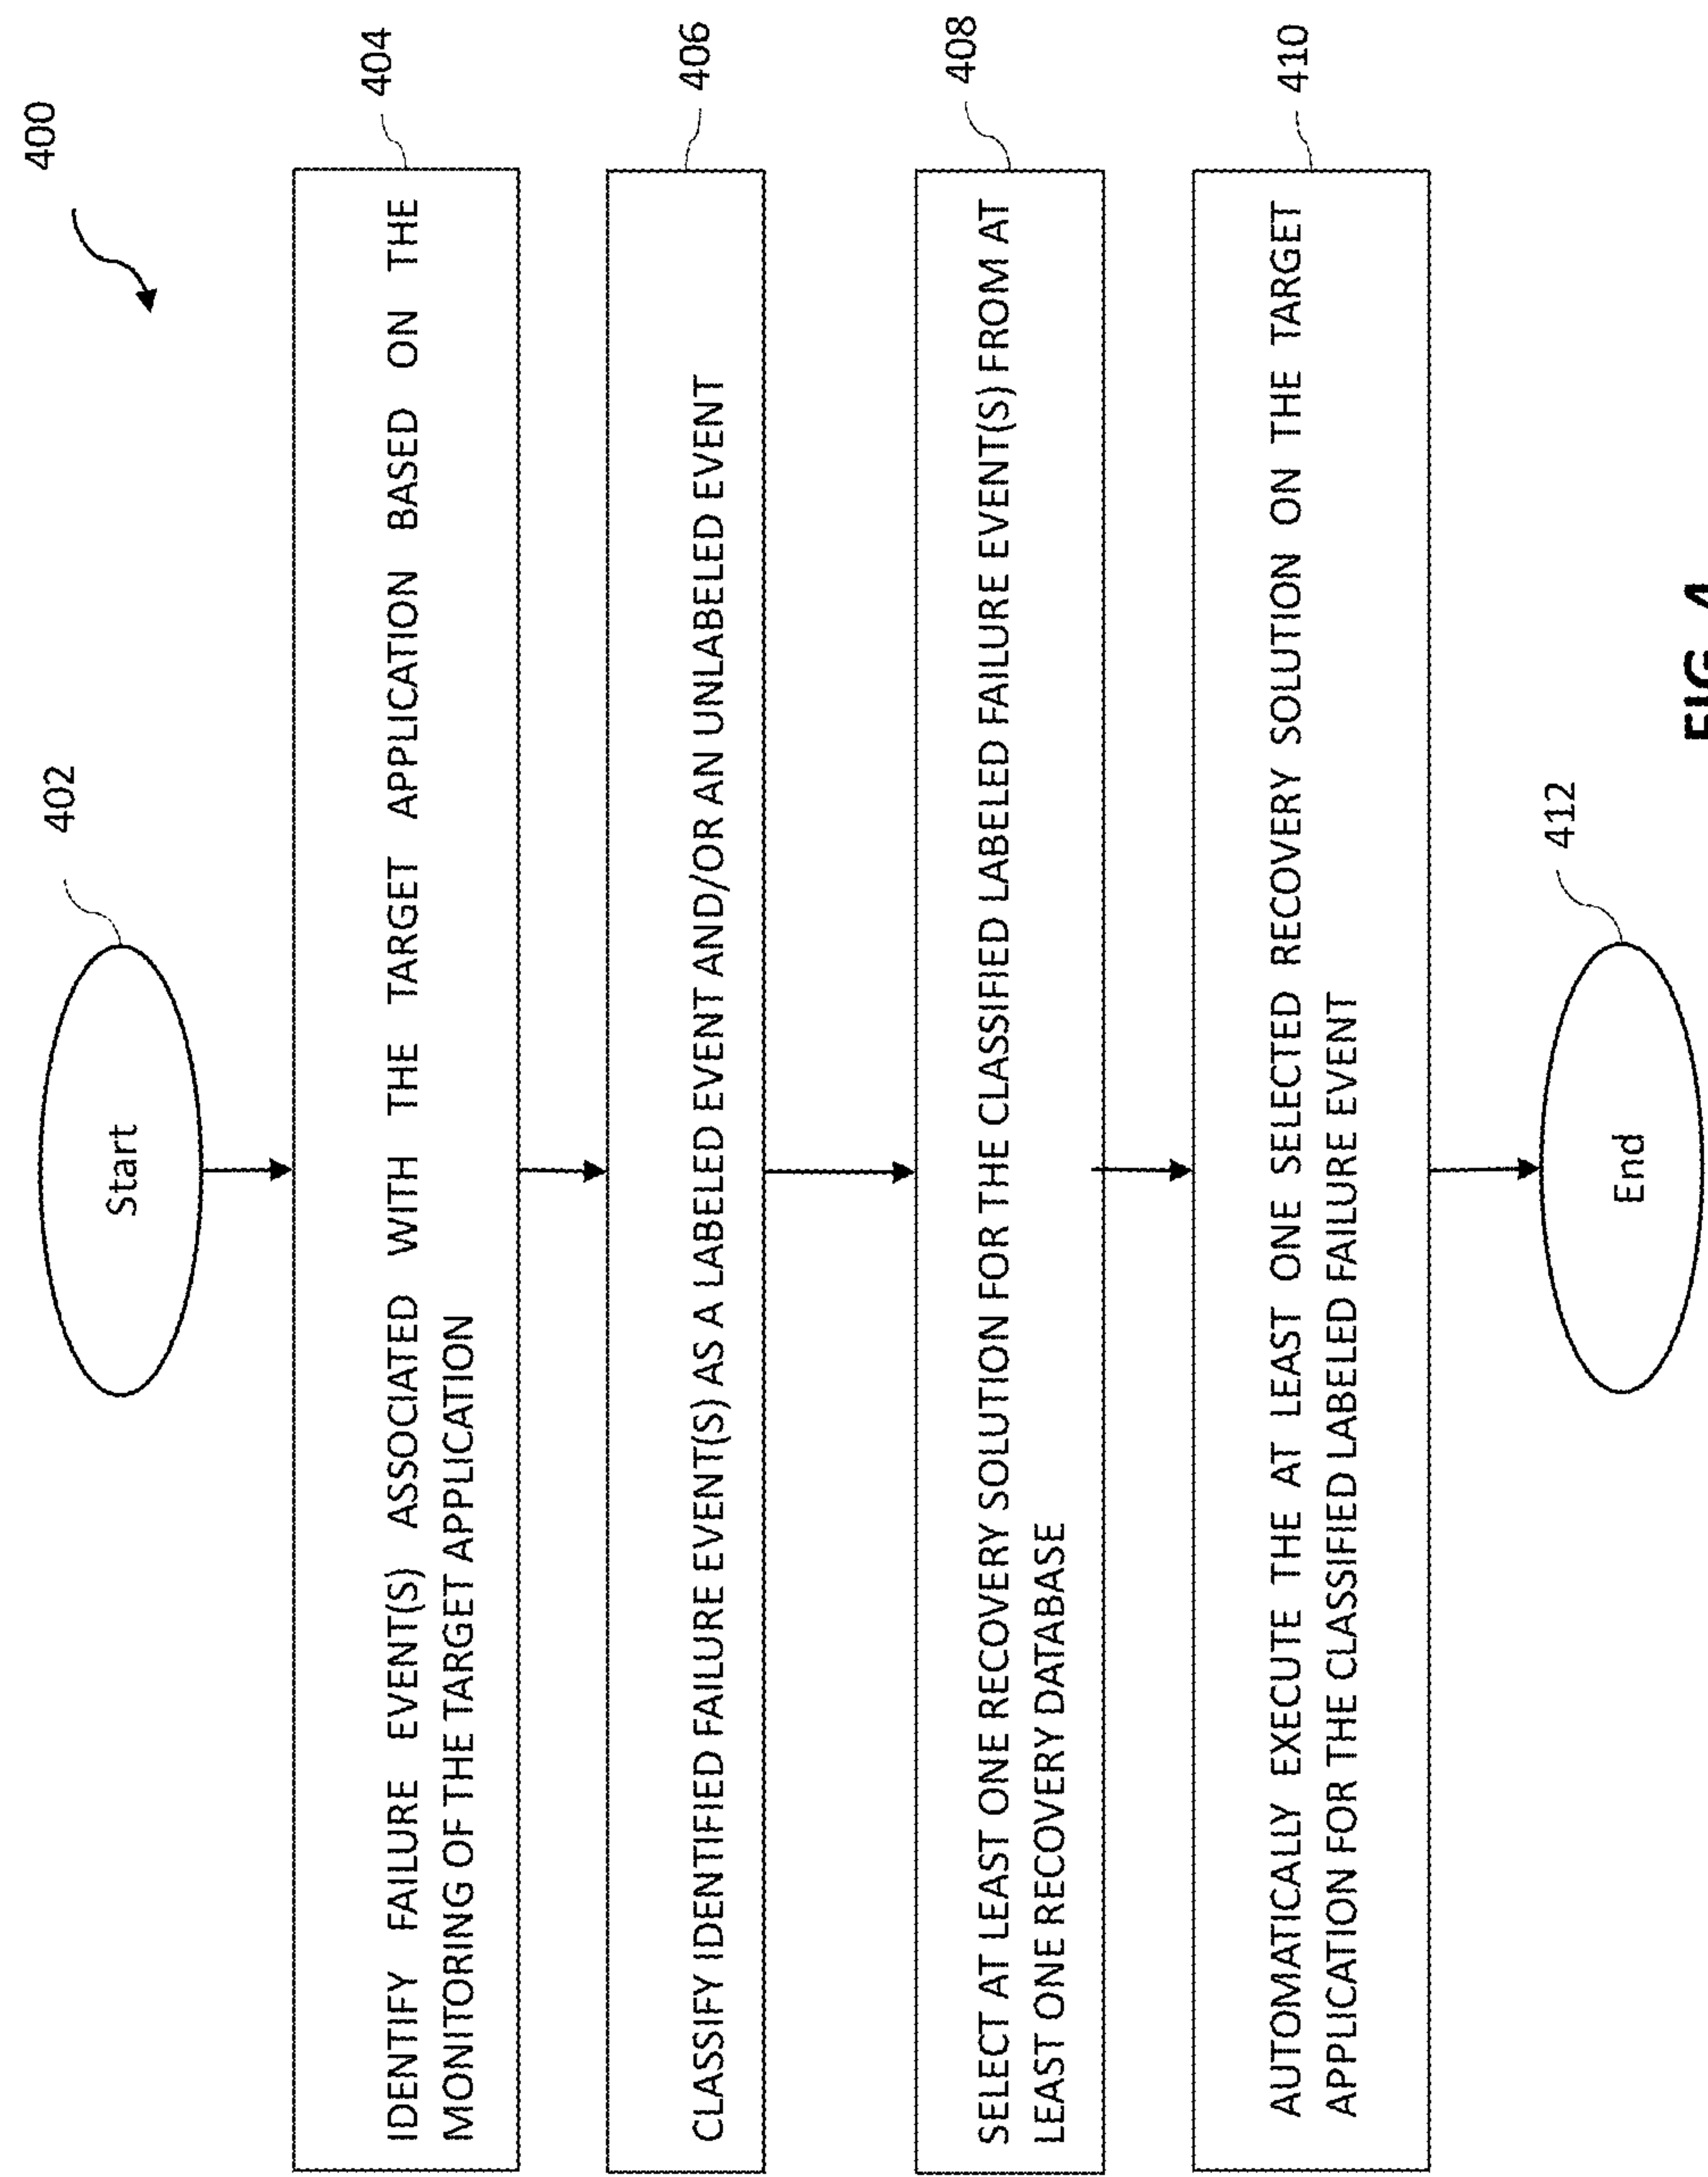 400
402
Start
404
IDENTIFY FAILURE EVENT(S) ASSOCIATED WITH THE TARGET APPLICATION BASED ON THE
MONITORING OF THE TARGET APPLICATION
406
CLASSIFY IDENTIFIED FAILURE EVENT(S) AS A LABELED EVENT AND/OR AN UNLABELED EVENT
408
SELECT AT LEAST ONE RECOVERY SOLUTION FOR THE CLASSIFIED LABELED FAILURE EVENT(S) FROM AT
LEAST ONE RECOVERY DATABASE
410
AUTOMATICALLY EXECUTE THE AT LEAST ONE SELECTED RECOVERY SOLUTION ON THE TARGET
APPLICATION FOR THE CLASSIFIED LABELED FAILURE EVENT
412
End
FIG. 4